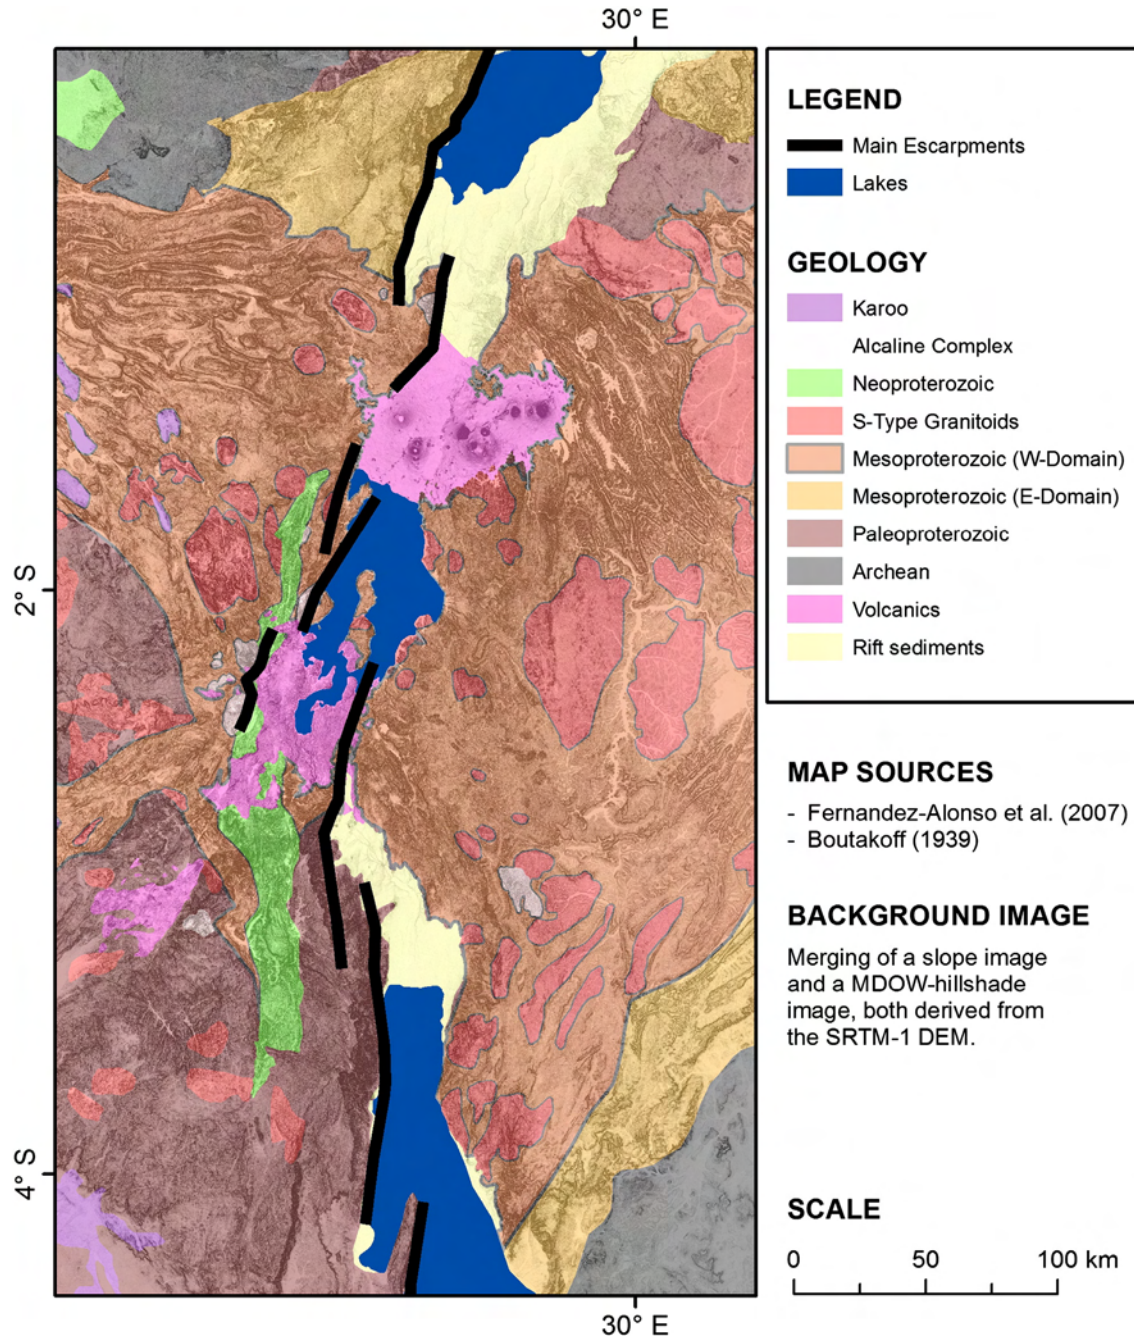 30° E
2° S
4° S
30° E
LEGEND
Main Escarpments
Lakes
GEOLOGY
Karoo
Alcaline Complex
Neoproterozoic
S-Type Granitoids
Mesoproterozoic (W-Domain)
Mesoproterozoic (E-Domain)
Paleoproterozoic
Archean
Volcanics
Rift sediments
MAP SOURCES
- Fernandez-Alonso et al. (2007)
- Boutakoff (1939)
BACKGROUND IMAGE
Merging of a slope image
and a MDOW-hillshade
image, both derived from
the SRTM-1 DEM.
SCALE
0 50 100 km